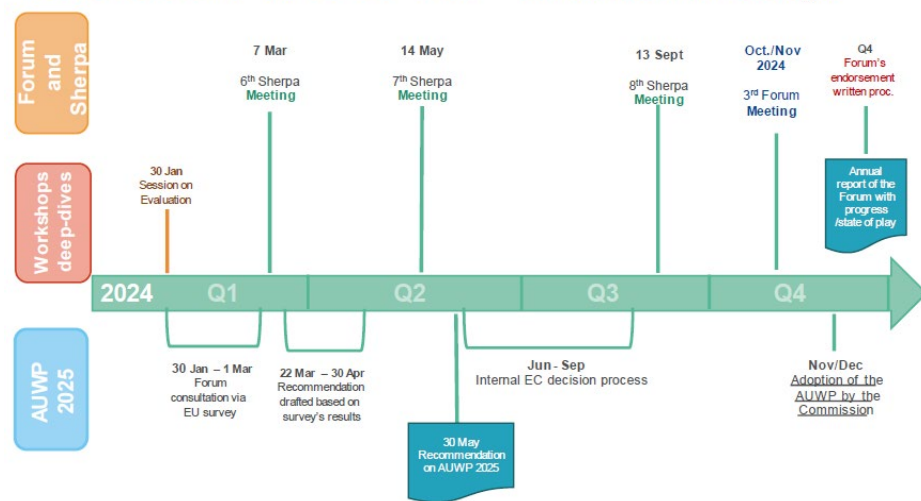 Forum
and
Sherpa
7 Mar
6th Sherpa
Meeting
14 May
7th Sherpa
Meeting
13 Sept
8th Sherpa
Meeting
Oct./Nov
2024
3rd Forum
Meeting
Q4
Forum's
endorsement
written proc.
Workshops
deep-dives
30 Jan
Session on
Evaluation
Annual
report of the
Forum with
progress
/state of play
2024
Q1
Q2
Q3
Q4
AUWP
2025
30 Jan – 1 Mar
Forum
consultation via
EU survey
22 Mar – 30 Apr
Recommendation
drafted based on
survey's results
Jun - Sep
Internal EC decision process
Nov/Dec
Adoption of the
AUWP by the
Commission
30 May
Recommendation
on AUWP 2025